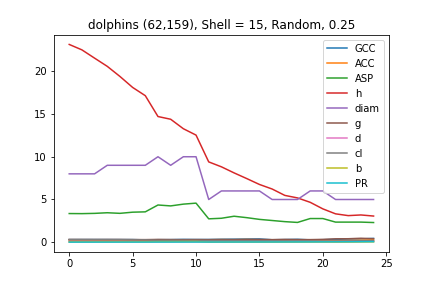 dolphins (62,159), Shell = 15, Random, 0.25
GCC
ACC
ASP
h
diam
g
d
cl
b
PR
20
15
10
5
0
0 5 10 15 20 25